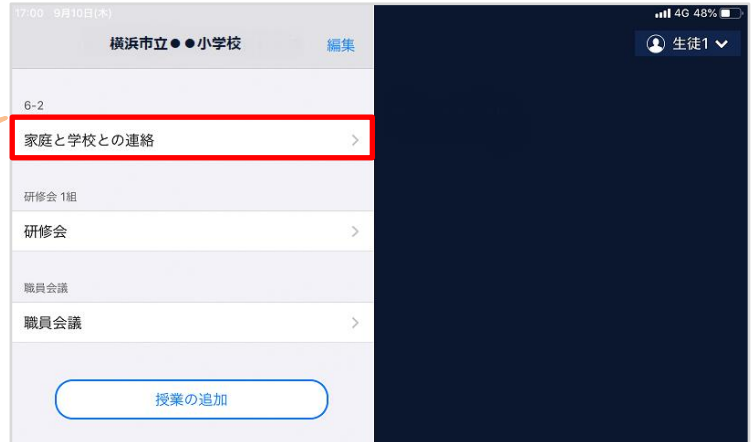 17:00 9月10日(木)
4G 48%
横浜市立●●小学校
編集
生徒1
6-2
家庭と学校との連絡
研修会 1組
研修会
職員会議
職員会議
授業の追加